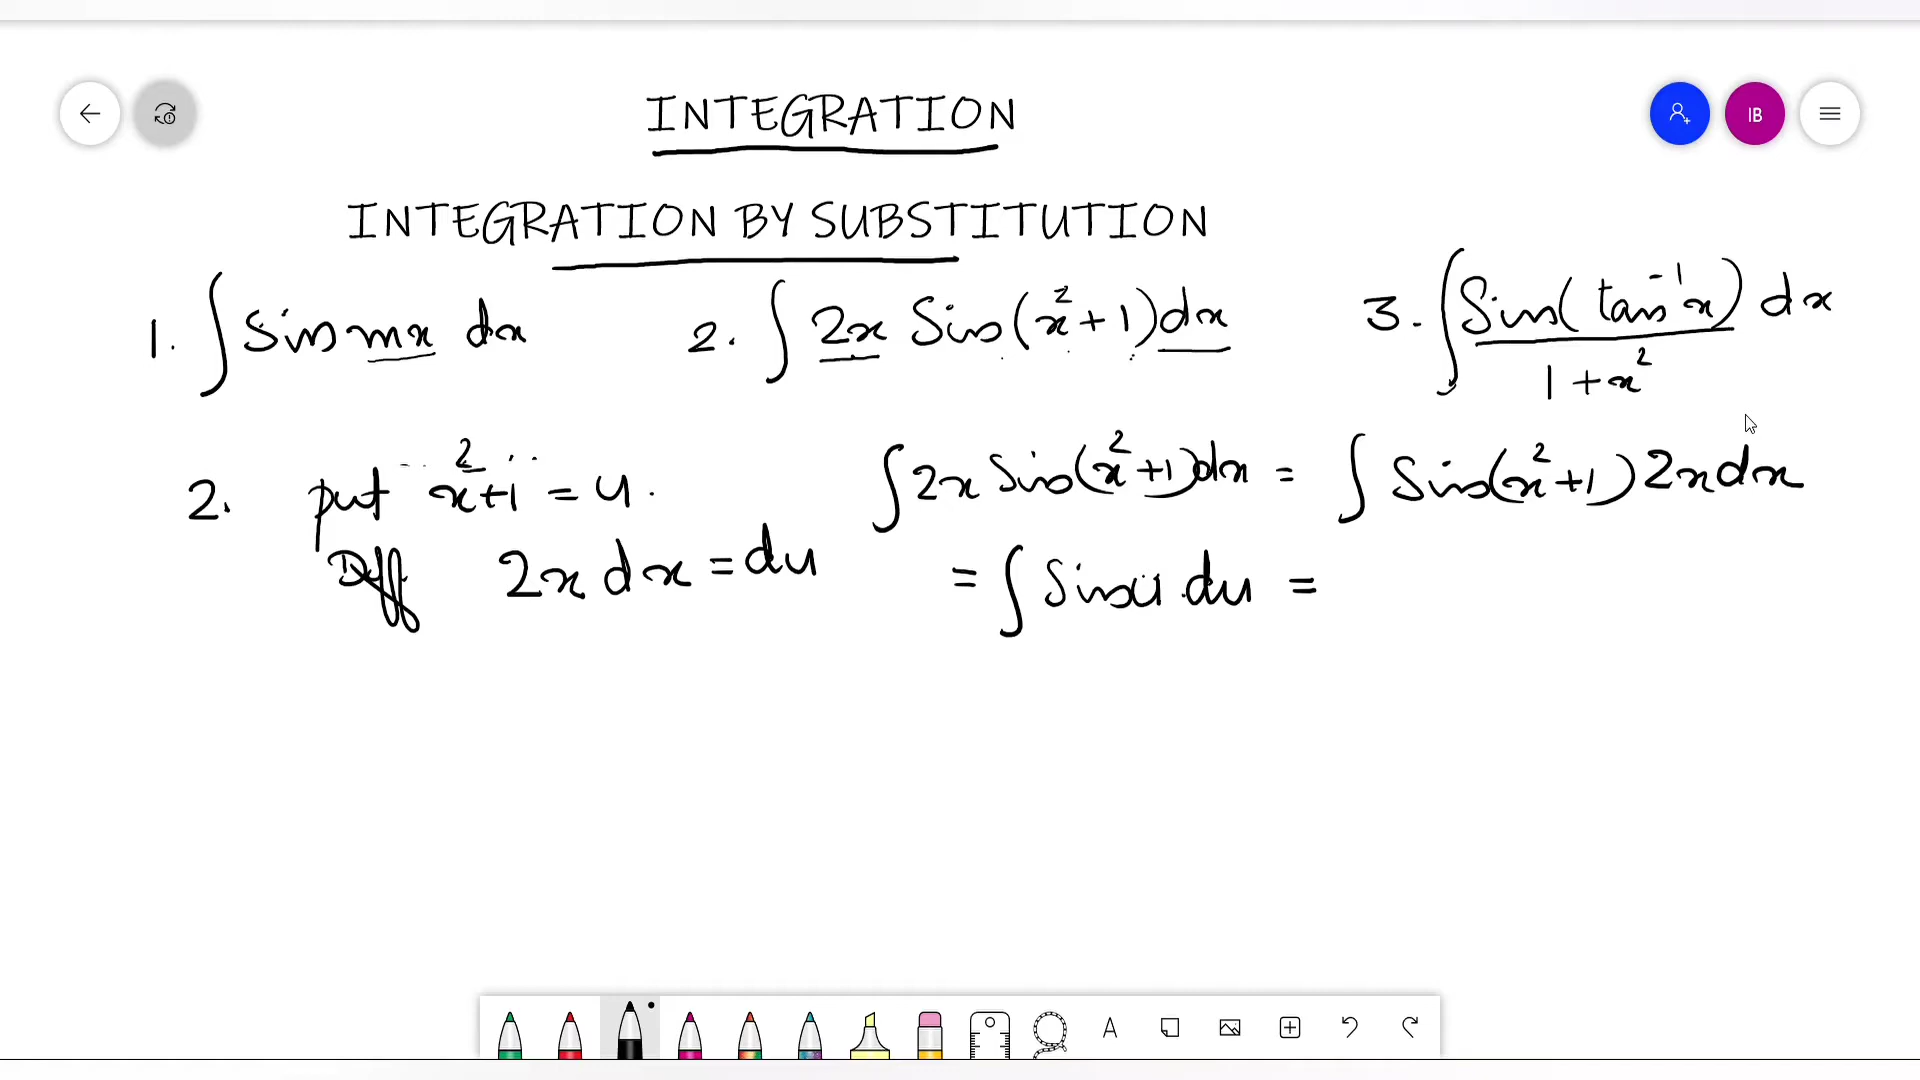 INTEGRATION
IB
INTEGRATION BY SUBSTITUTION
1. ∫ Sin mx dx
2. ∫ 2x Sin(x²+1)dx
3. ∫ Sin(tan⁻¹x)/1+x² dx
2. put x²+1 = u.
Diff 2x dx = du
∫2x Sin(x²+1)dx = ∫ Sin(x²+1) 2x dx
= ∫ Sin u du =
A